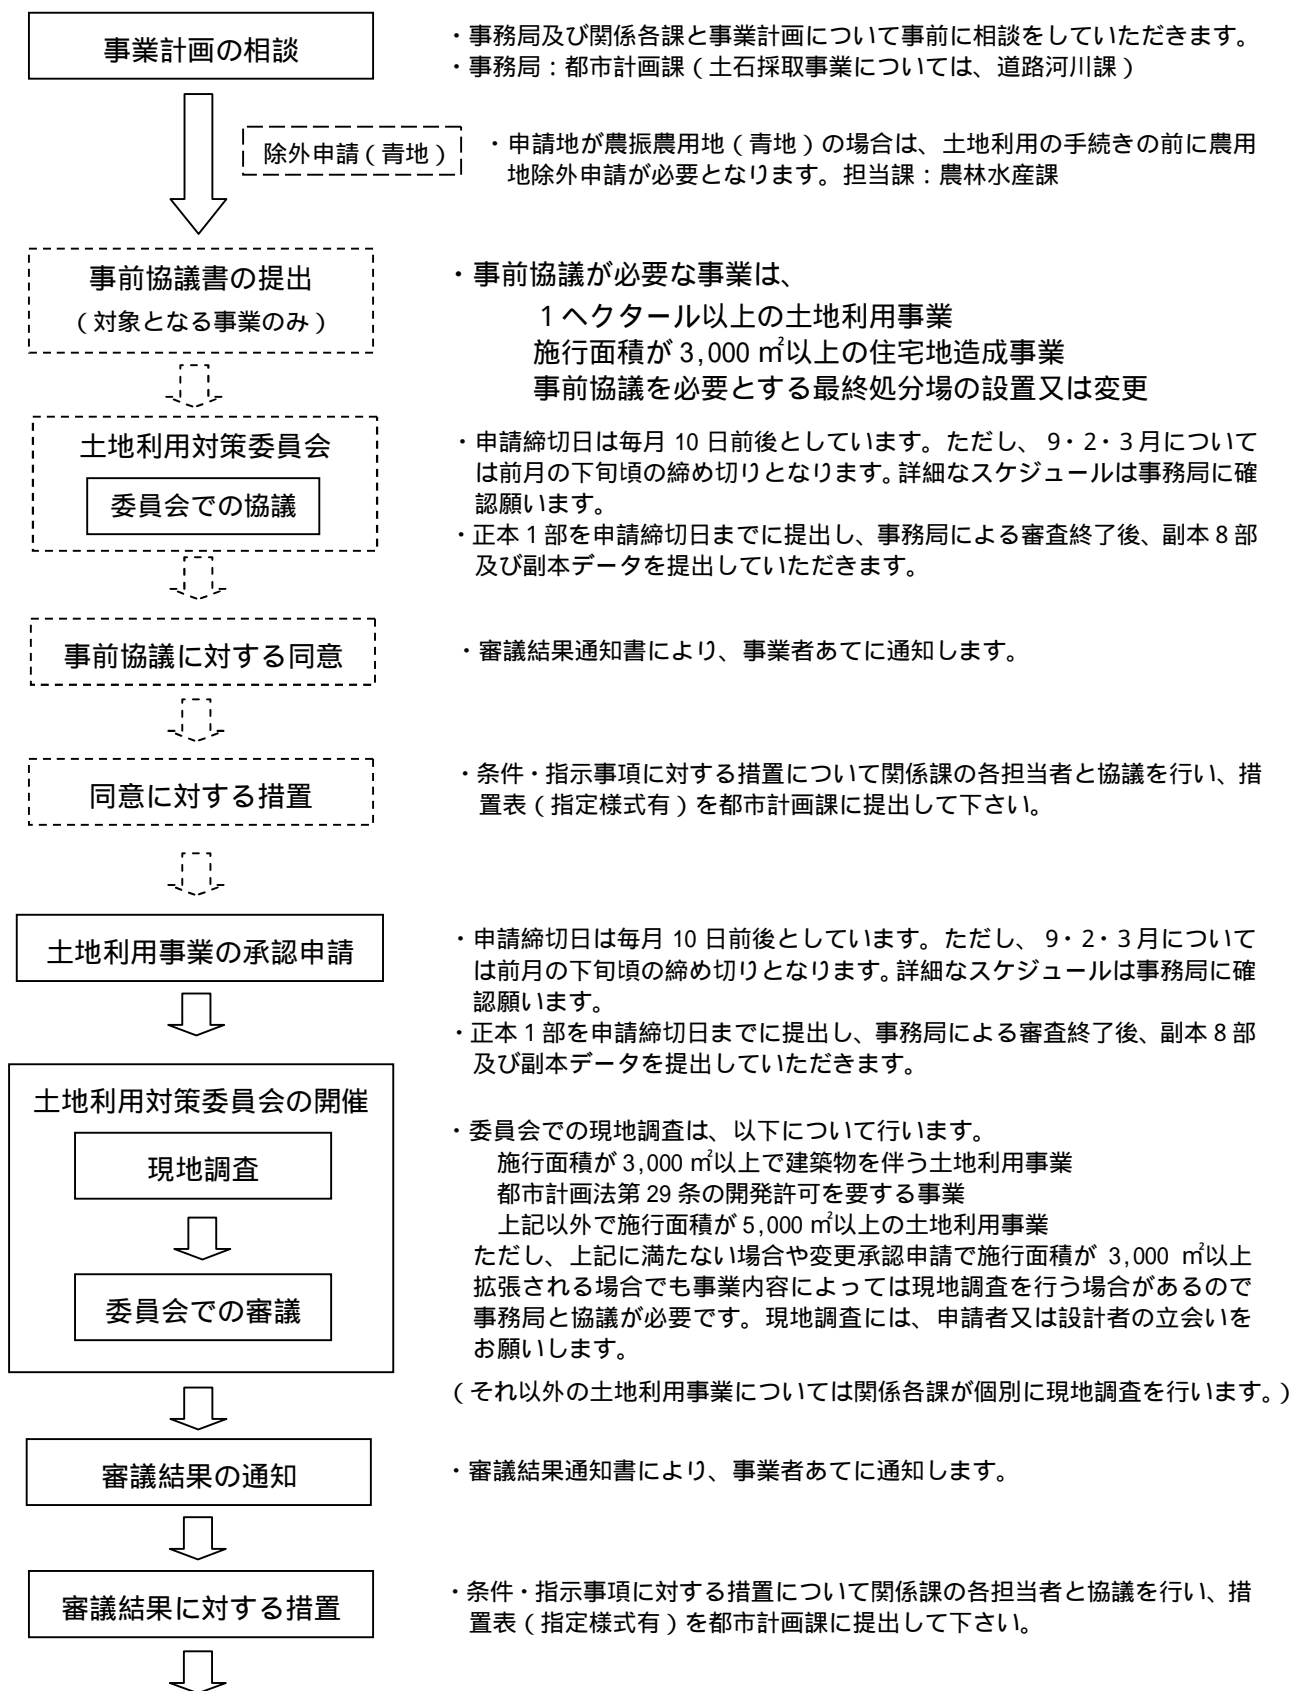 事業計画の相談
・事務局及び関係各課と事業計画について事前に相談をしていただきます。
・事務局：都市計画課（土石採取事業については、道路河川課）
除外申請（青地）
・申請地が農振農用地（青地）の場合は、土地利用の手続きの前に農用
地除外申請が必要となります。担当課：農林水産課
事前協議書の提出
（対象となる事業のみ）
・事前協議が必要な事業は、
1ヘクタール以上の土地利用事業
施行面積が 3,000 ㎡以上の住宅地造成事業
事前協議を必要とする最終処分場の設置又は変更
土地利用対策委員会
委員会での協議
・申請締切日は毎月 10 日前後としています。ただし、 9・2・3月について
は前月の下旬頃の締め切りとなります。詳細なスケジュールは事務局に確
認願います。
・正本1部を申請締切日までに提出し、事務局による審査終了後、副本8部
及び副本データを提出していただきます。
事前協議に対する同意
・審議結果通知書により、事業者あてに通知します。
同意に対する措置
・条件・指示事項に対する措置について関係課の各担当者と協議を行い、措
置表（指定様式有）を都市計画課に提出して下さい。
土地利用事業の承認申請
・申請締切日は毎月 10 日前後としています。ただし、 9・2・3月について
は前月の下旬頃の締め切りとなります。詳細なスケジュールは事務局に確
認願います。
・正本1部を申請締切日までに提出し、事務局による審査終了後、副本8部
及び副本データを提出していただきます。
土地利用対策委員会の開催
現地調査
委員会での審議
・委員会での現地調査は、以下について行います。
施行面積が 3,000 ㎡以上で建築物を伴う土地利用事業
都市計画法第 29 条の開発許可を要する事業
上記以外で施行面積が 5,000 ㎡以上の土地利用事業
ただし、上記に満たない場合や変更承認申請で施行面積が 3,000 ㎡以上
拡張される場合でも事業内容によっては現地調査を行う場合があるので
事務局と協議が必要です。現地調査には、申請者又は設計者の立会いを
お願いします。
（それ以外の土地利用事業については関係各課が個別に現地調査を行います。）
審議結果の通知
・審議結果通知書により、事業者あてに通知します。
審議結果に対する措置
・条件・指示事項に対する措置について関係課の各担当者と協議を行い、措
置表（指定様式有）を都市計画課に提出して下さい。